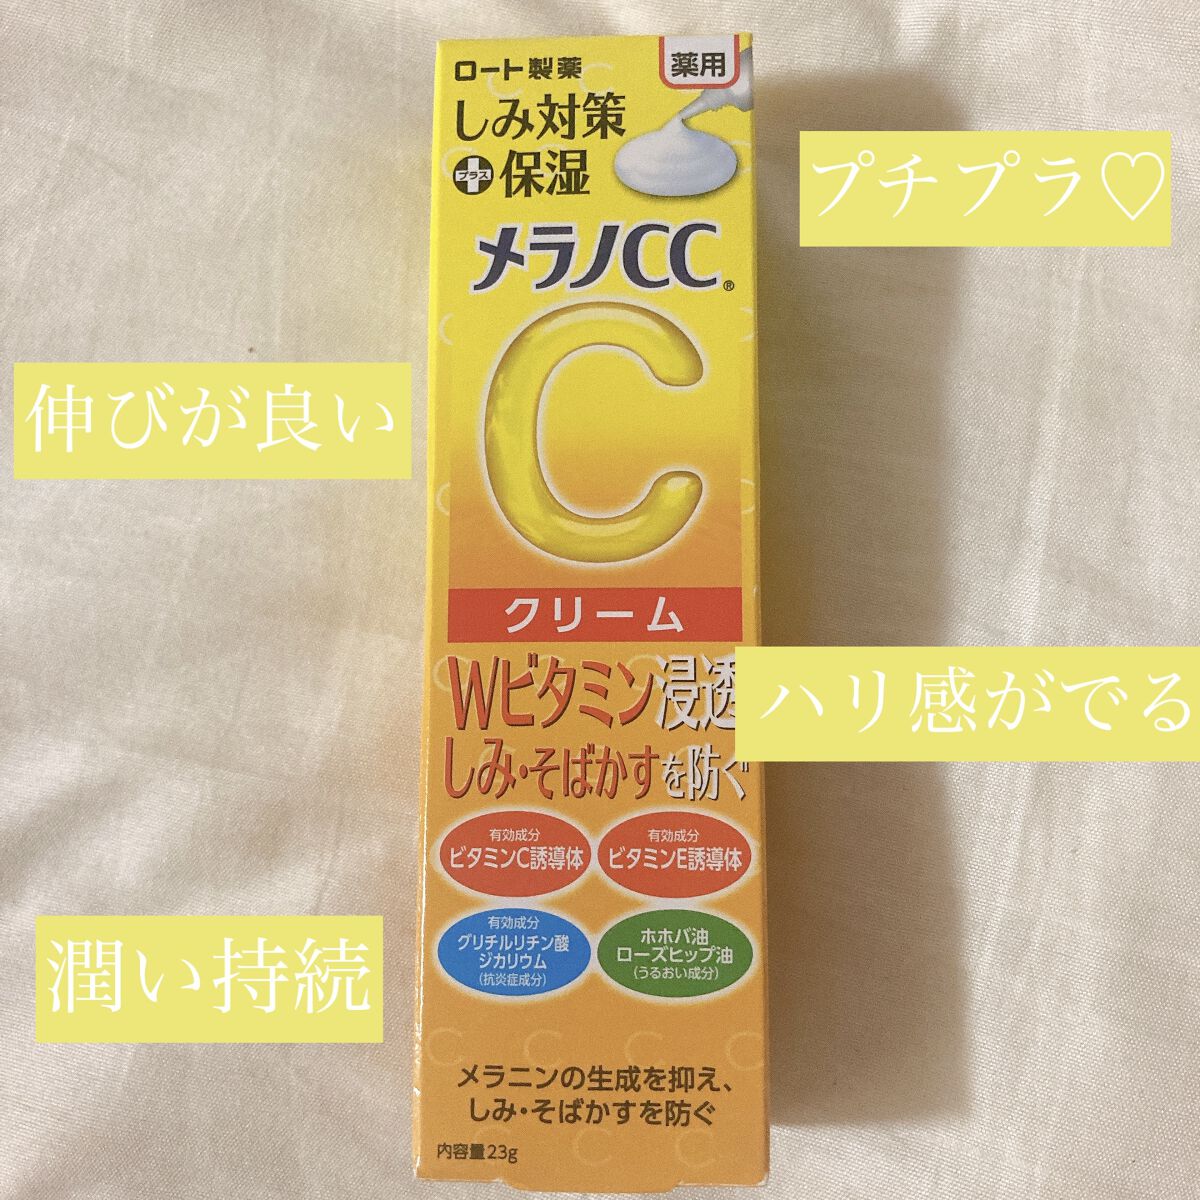 ロート製薬
薬用
しみ対策
プラス保湿
メラノCC®
C
クリーム
Wビタミン浸透
しみ・そばかすを防ぐ
有効成分
ビタミンC誘導体
有効成分
ビタミンE誘導体
有効成分
グリチルリチン酸
ジカリウム
(抗炎症成分)
ホホバ油
ローズヒップ油
(うるおい成分)
メラニンの生成を抑え、
しみ・そばかすを防ぐ
内容量23g
プチプラ♡
伸びが良い
ハリ感がでる
潤い持続